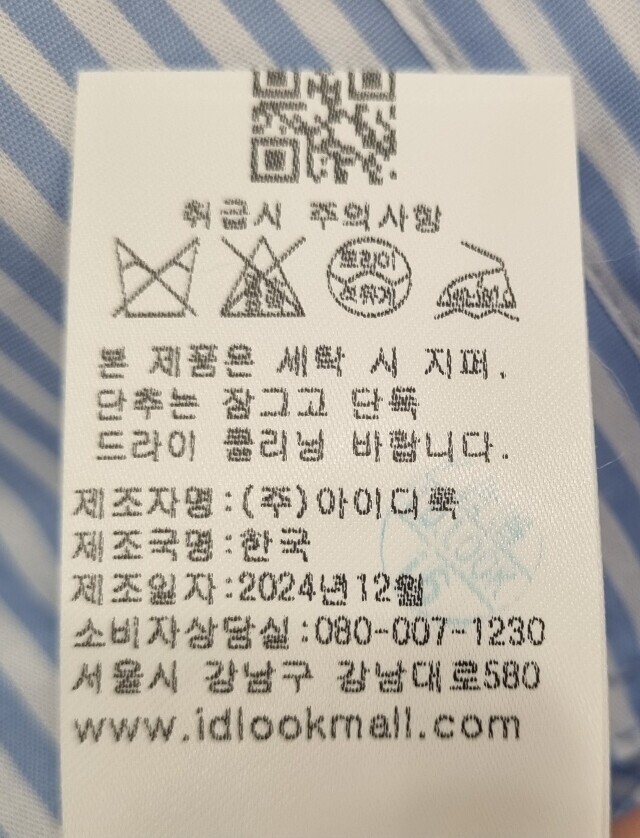 취급시 주의사항
드라이
석유계
본 제품은 세탁 시 지퍼,
단추는 잠그고 단독
드라이 클리닝 바랍니다.
제조자명:(주)아이디룩
제조국명:한국
제조일자:2024년12월
소비자상담실:080-007-1230
서울시 강남구 강남대로580
www.idlookmall.com